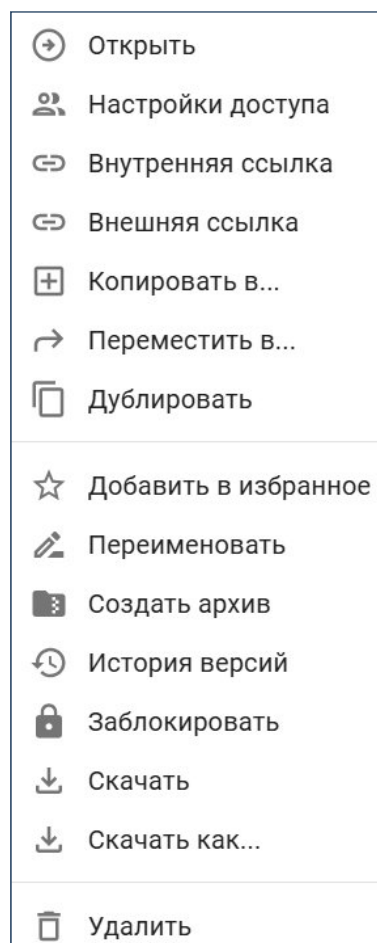 Открыть
Настройки доступа
Внутренняя ссылка
Внешняя ссылка
Копировать в...
Переместить в...
Дублировать
Добавить в избранное
Переименовать
Создать архив
История версий
Заблокировать
Скачать
Скачать как...
Удалить